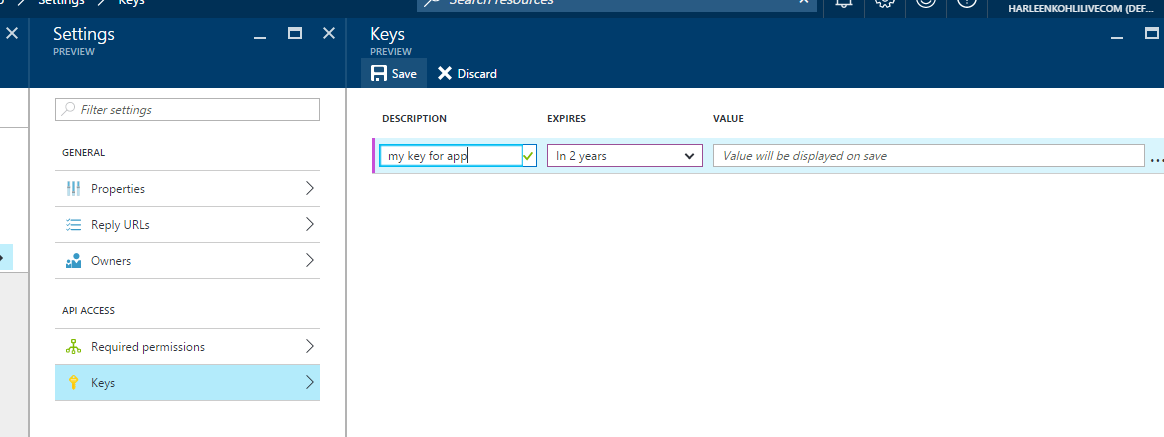 Settings
Keys
Search resources
HARLEENKOHLILIVECOM (DEF...
Settings
PREVIEW
Keys
PREVIEW
Save
Discard
Filter settings
GENERAL
Properties
Reply URLs
Owners
API ACCESS
Required permissions
Keys
DESCRIPTION
EXPIRES
VALUE
my key for app
In 2 years
Value will be displayed on save
...